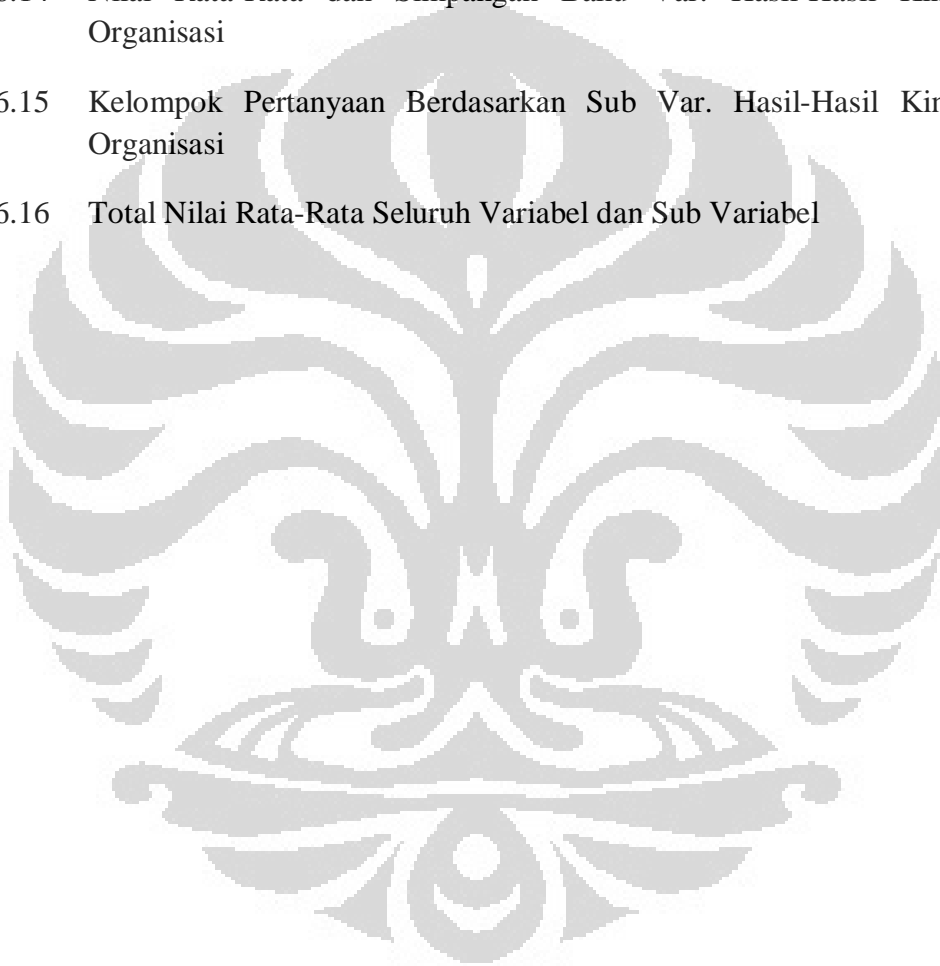 Organisasi
6.15 Kelompok Pertanyaan Berdasarkan Sub Var. Hasil-Hasil
Organisasi
6.16 Total Nilai Rata-Rata Seluruh Variabel dan Sub Variabel